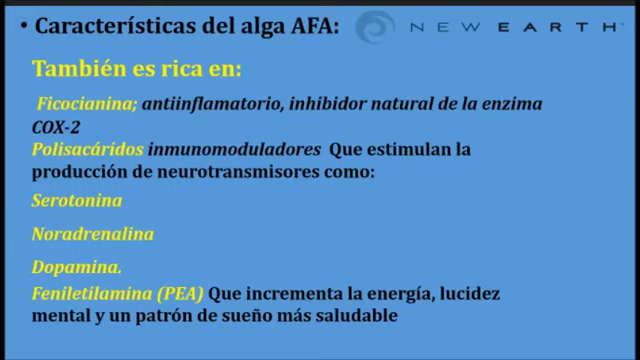 • Características del alga AFA:
NEW EARTH™
También es rica en:
Ficocianina; antiinflamatorio, inhibidor natural de la enzima
COX-2
Polisacáridos inmunomoduladores Que estimulan la
producción de neurotransmisores como:
Serotonina
Noradrenalina
Dopamina.
Feniletilamina (PEA) Que incrementa la energía, lucidez
mental y un patrón de sueño más saludable